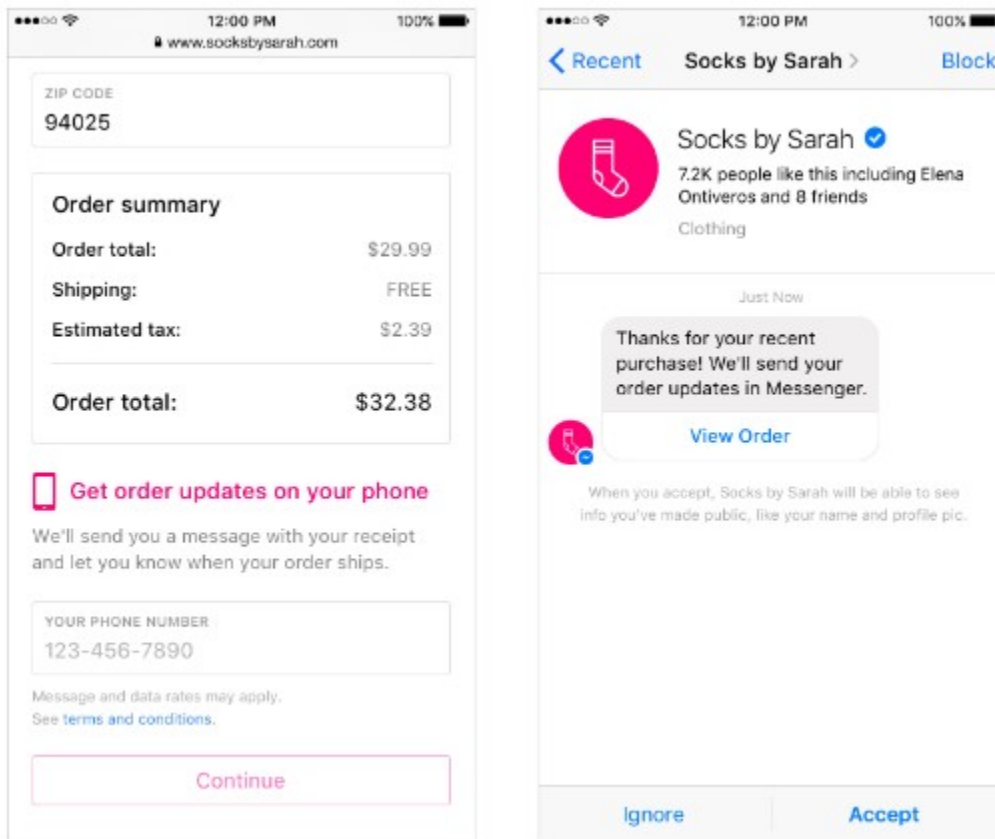 12:00 PM
100%
www.socksbysarah.com
ZIP CODE
94025
Order summary
Order total: $29.99
Shipping: FREE
Estimated tax: $2.39
Order total: $32.38
Get order updates on your phone
We'll send you a message with your receipt
and let you know when your order ships.
YOUR PHONE NUMBER
123-456-7890
Message and data rates may apply.
See terms and conditions.
Continue
12:00 PM
100%
Recent
Socks by Sarah
Block
Socks by Sarah
7.2K people like this including Elena
Ontiveros and 8 friends
Clothing
Just Now
Thanks for your recent
purchase! We'll send your
order updates in Messenger.
View Order
When you accept, Socks by Sarah will be able to see
info you've made public, like your name and profile pic.
Ignore
Accept